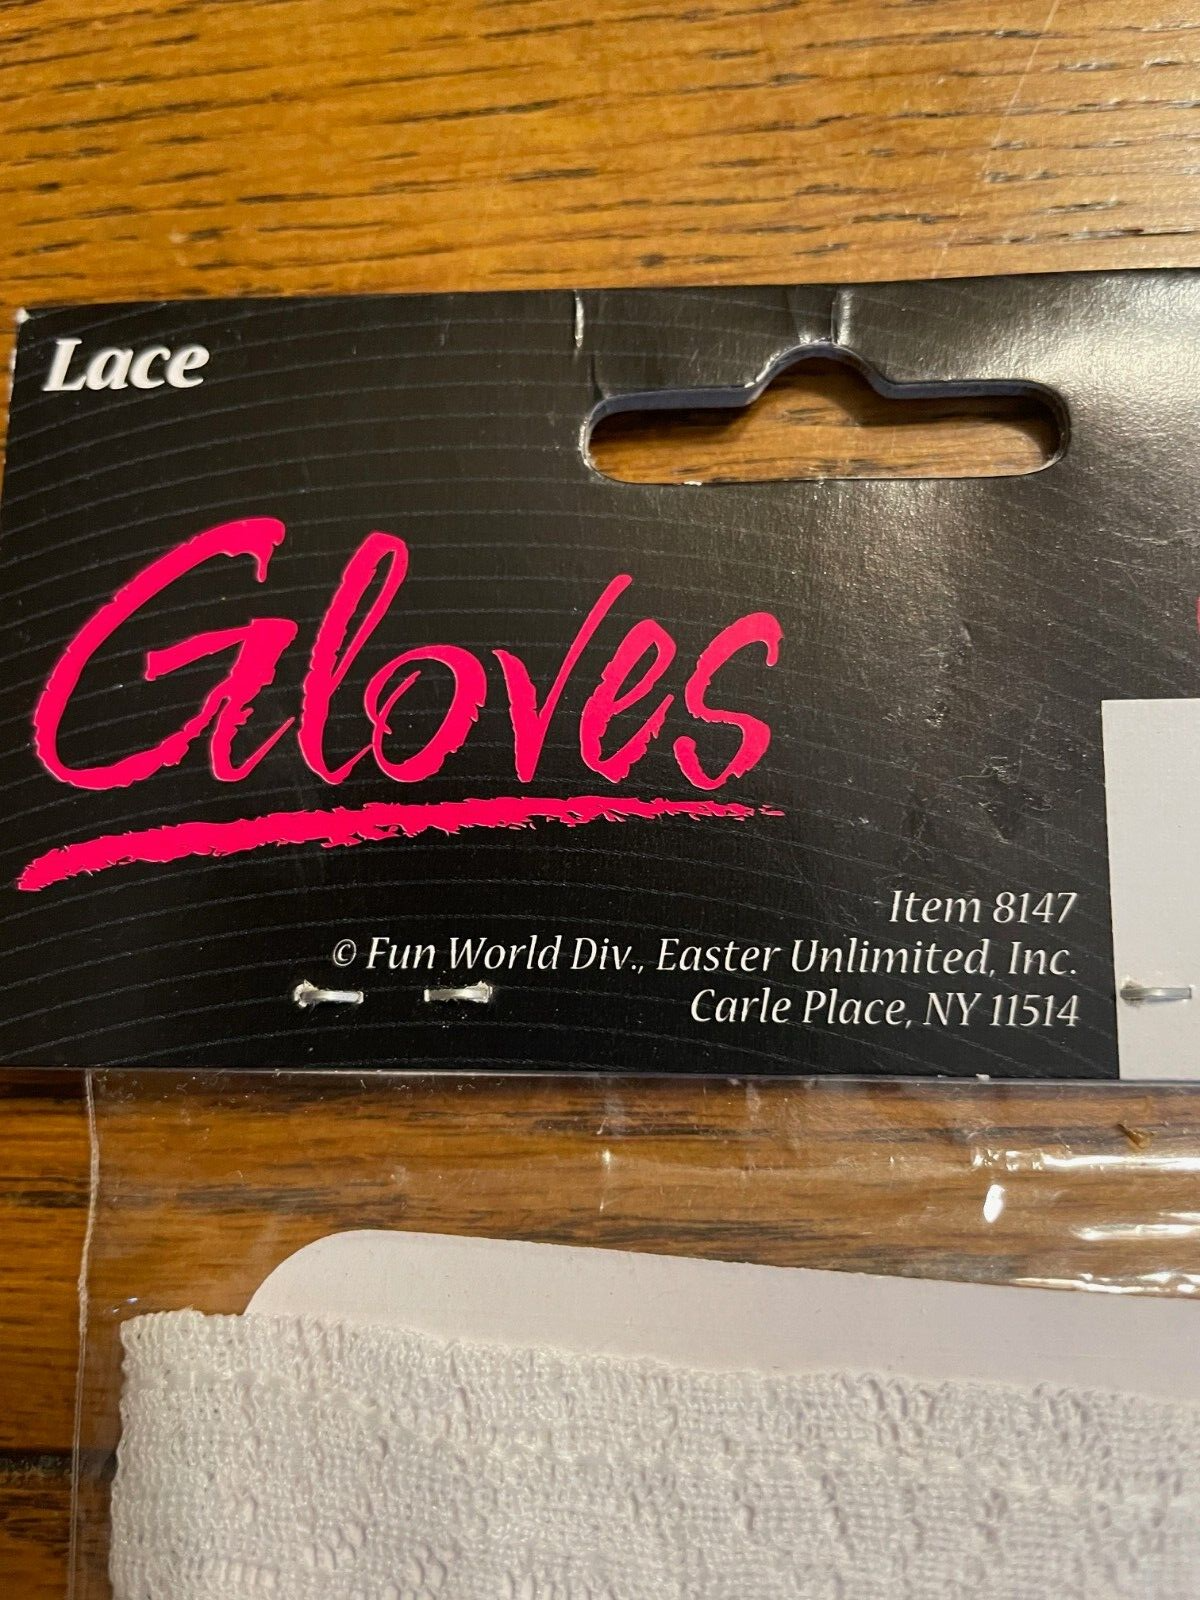 Lace
Gloves
Item 8147
© Fun World Div., Easter Unlimited, Inc.
Carle Place, NY 11514